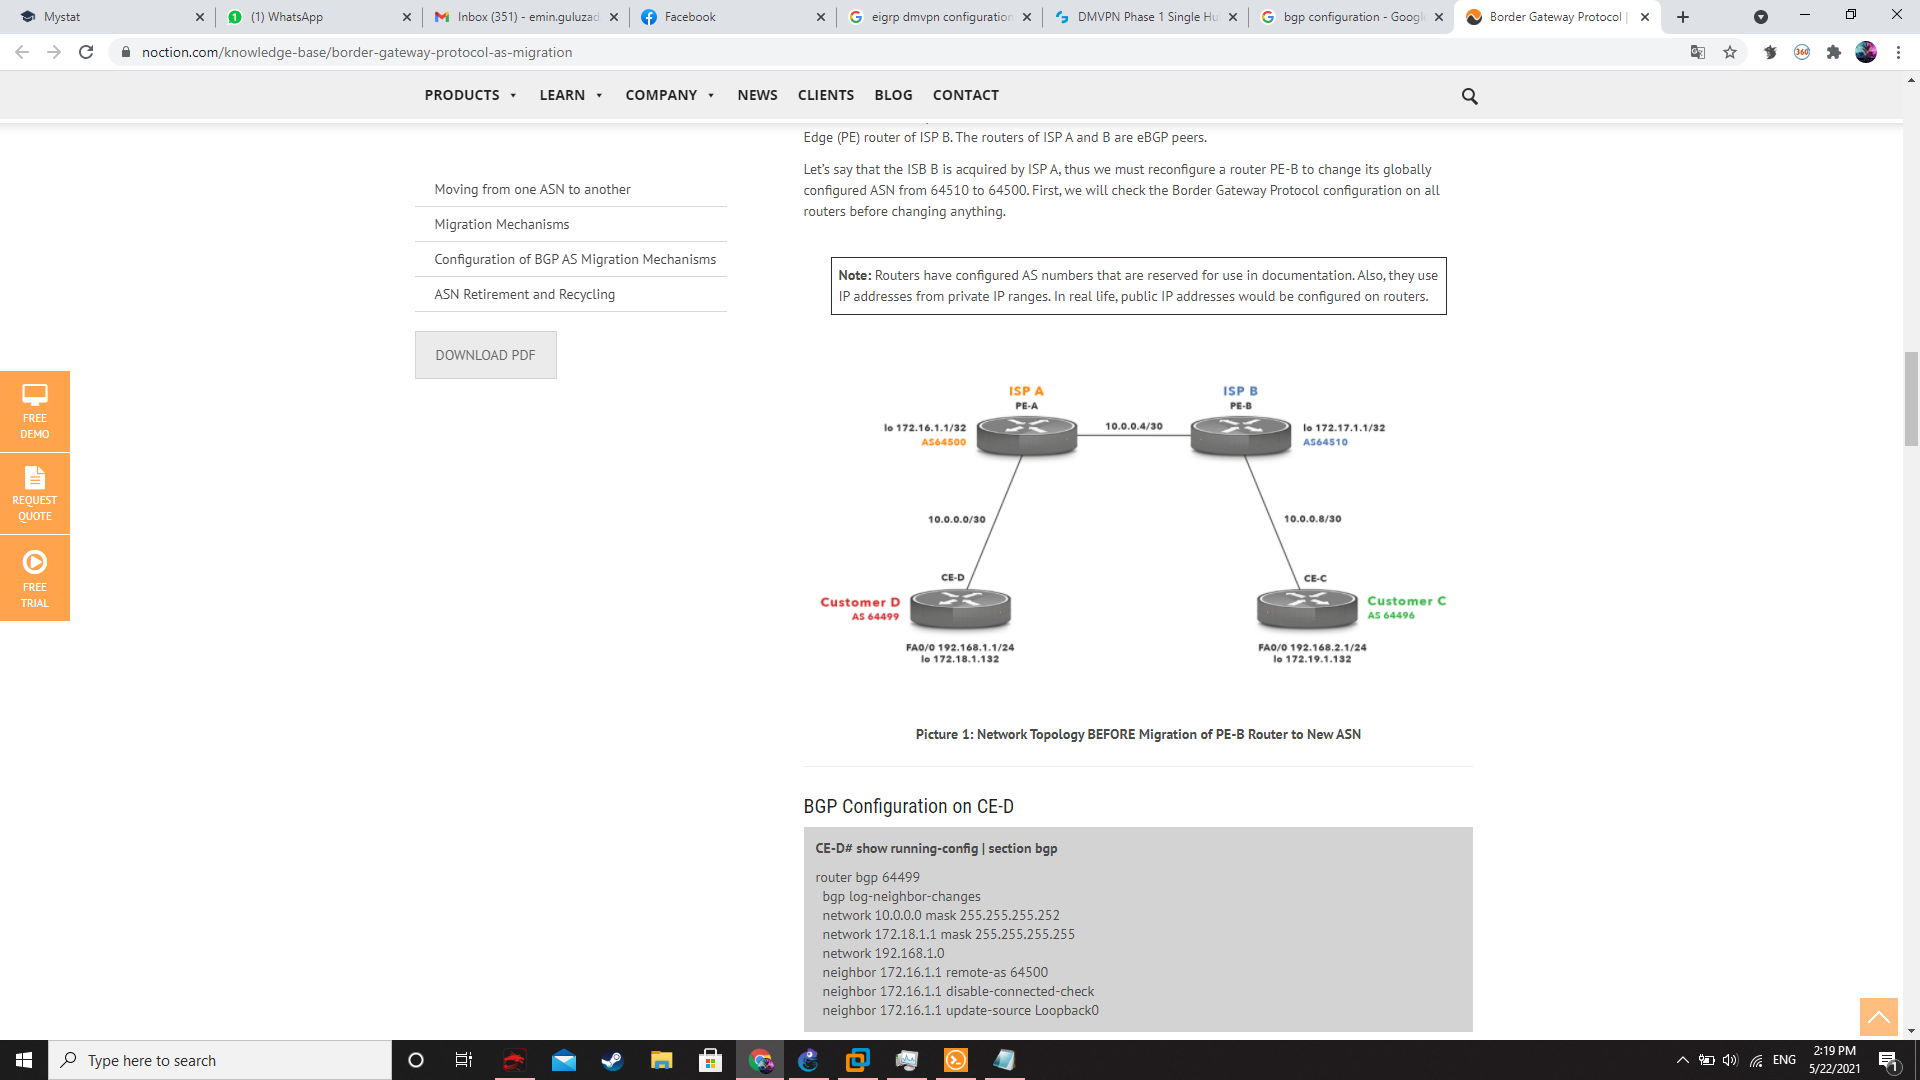 Mystat
(1) WhatsApp
Inbox (351) - emin.guluzad
Facebook
eigrp dmvpn configuration
DMVPN Phase 1 Single Hu
bgp configuration - Googl
Border Gateway Protocol |
noction.com/knowledge-base/border-gateway-protocol-as-migration
360
PRODUCTS LEARN COMPANY NEWS CLIENTS BLOG CONTACT
Edge (PE) router of ISP B. The routers of ISP A and B are eBGP peers.
Let's say that the ISB B is acquired by ISP A, thus we must reconfigure a router PE-B to change its globally
configured ASN from 64510 to 64500. First, we will check the Border Gateway Protocol configuration on all
routers before changing anything.
Moving from one ASN to another
Migration Mechanisms
Configuration of BGP AS Migration Mechanisms
ASN Retirement and Recycling
DOWNLOAD PDF
FREE
DEMO
REQUEST
QUOTE
FREE
TRIAL
Note: Routers have configured AS numbers that are reserved for use in documentation. Also, they use
IP addresses from private IP ranges. In real life, public IP addresses would be configured on routers.
ISP A
PE-A
ISP B
PE-B
lo 172.16.1.1/32
AS64500
10.0.0.4/30
lo 172.17.1.1/32
AS64510
10.0.0.0/30
10.0.0.8/30
CE-D
CE-C
Customer D
AS 64499
Customer C
AS 64496
FA0/0 192.168.1.1/24
lo 172.18.1.132
FA0/0 192.168.2.1/24
lo 172.19.1.132
Picture 1: Network Topology BEFORE Migration of PE-B Router to New ASN
BGP Configuration on CE-D
CE-D# show running-config | section bgp
router bgp 64499
bgp log-neighbor-changes
network 10.0.0.0 mask 255.255.255.252
network 172.18.1.1 mask 255.255.255.255
network 192.168.1.0
neighbor 172.16.1.1 remote-as 64500
neighbor 172.16.1.1 disable-connected-check
neighbor 172.16.1.1 update-source Loopback0
Type here to search
ENG
2:19 PM
5/22/2021
1